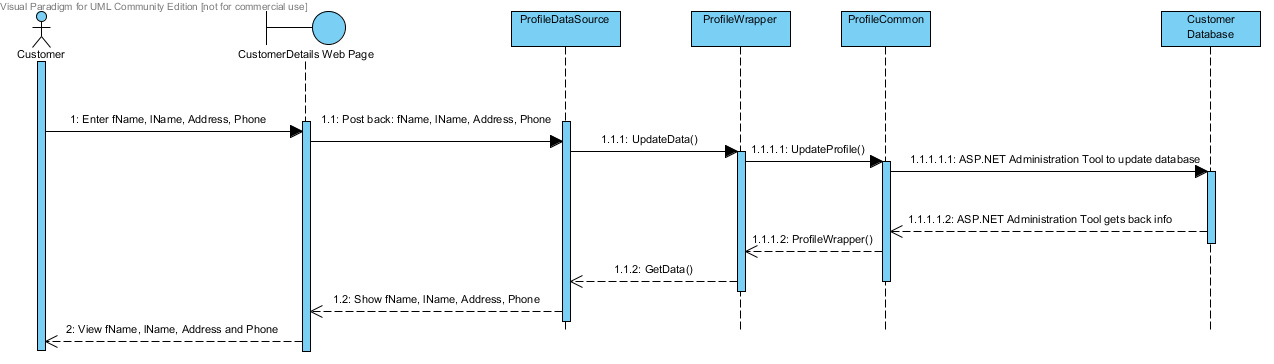 Visual Paradigm for UML Community Edition [not for commercial use]
Customer
CustomerDetails Web Page
ProfileDataSource
ProfileWrapper
ProfileCommon
Customer
Database
1: Enter fName, lName, Address, Phone
1.1: Post back: fName, lName, Address, Phone
1.1.1: UpdateData()
1.1.1.1: UpdateProfile()
1.1.1.1.1: ASP.NET Administration Tool to update database
1.1.1.1.2: ASP.NET Administration Tool gets back info
1.1.1.2: ProfileWrapper()
1.1.2: GetData()
1.2: Show fName, lName, Address, Phone
2: View fName, lName, Address and Phone